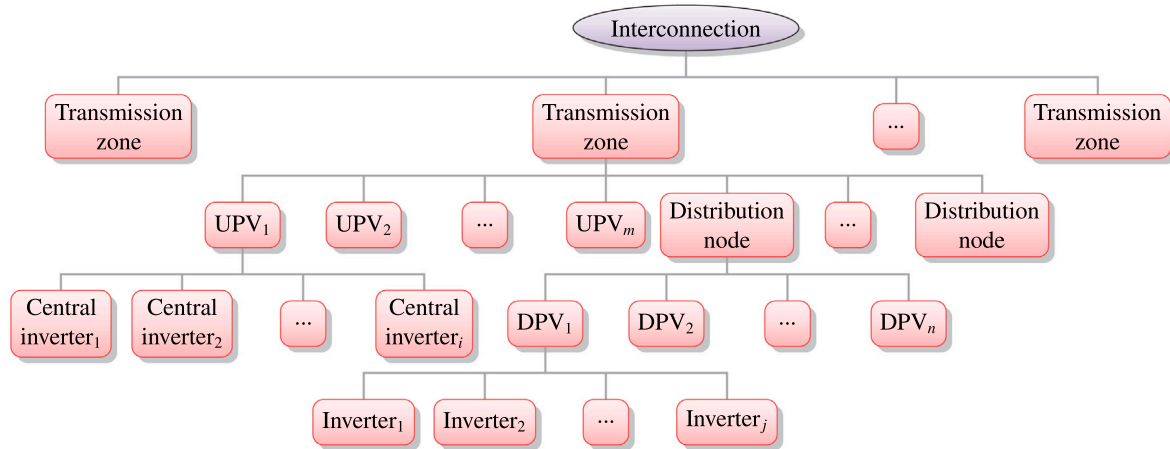 Interconnection
Transmission
zone
Transmission
zone
...
Transmission
zone
UPV1
UPV2
...
UPVm
Distribution
node
...
Distribution
node
Central
inverter1
Central
inverter2
...
Central
inverteri
DPV1
DPV2
...
DPVn
Inverter1
Inverter2
...
Inverterj